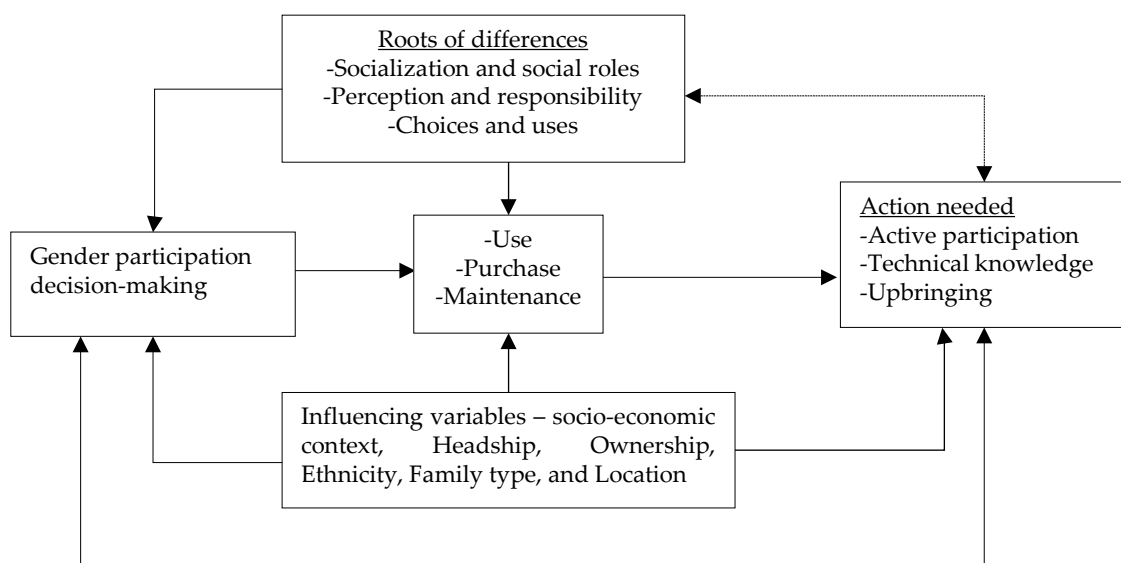 Roots of differences
-Socialization and social roles
-Perception and responsibility
-Choices and uses
Gender participation
decision-making
-Use
-Purchase
-Maintenance
Action needed
-Active participation
-Technical knowledge
-Upbringing
Influencing variables – socio-economic
context, Headship, Ownership,
Ethnicity, Family type, and Location